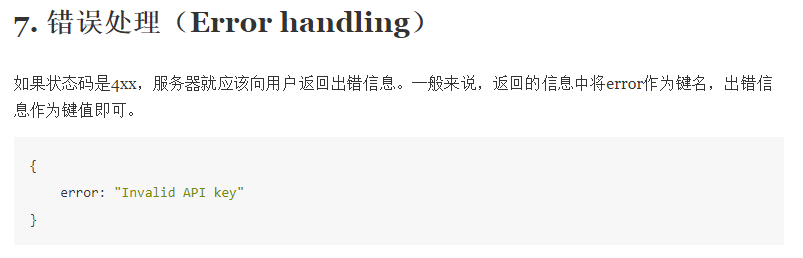 7. 错误处理（Error handling）
如果状态码是4xx，服务器就应该向用户返回出错信息。一般来说，返回的信息中将error作为键名，出错信
息作为键值即可。
{
    error: "Invalid API key"
}